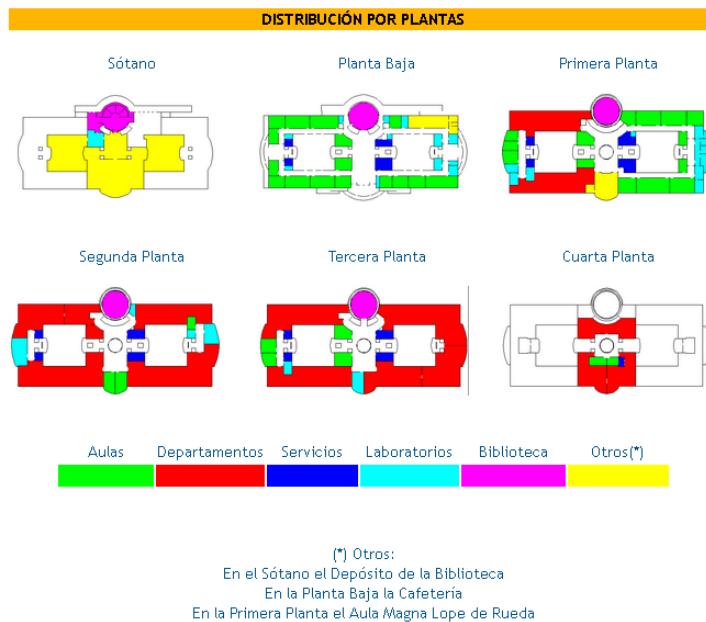 DISTRIBUCIÓN POR PLANTAS
Sótano Planta Baja Primera Planta
Segunda Planta Tercera Planta Cuarta Planta
Aulas Departamentos Servicios Laboratorios Biblioteca Otros(*)
(*) Otros:
En el Sótano el Depósito de la Biblioteca
En la Planta Baja la Cafetería
En la Primera Planta el Aula Magna Lope de Rueda